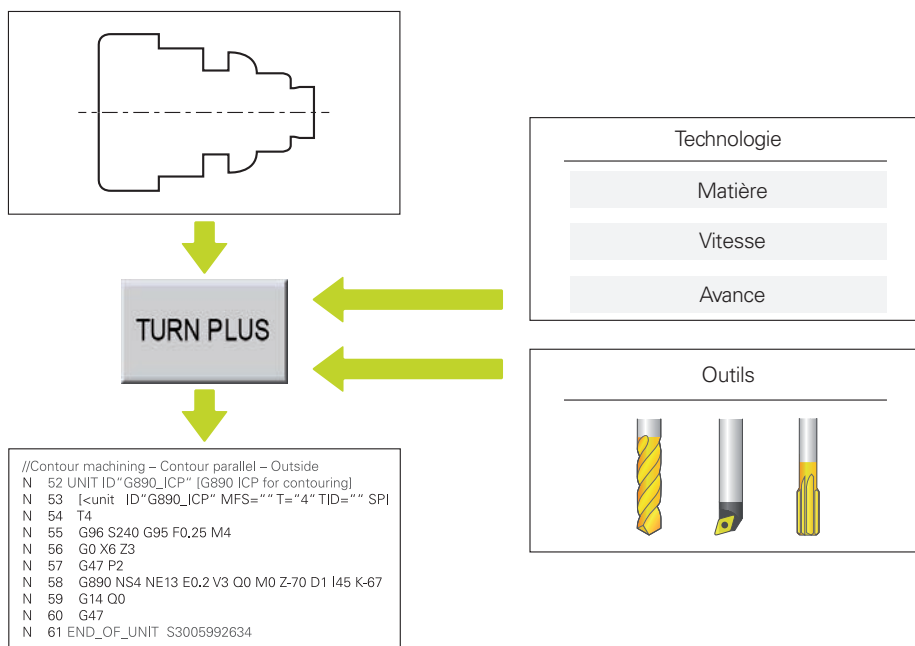 Technologie
Matière
Vitesse
Avance
TURN PLUS
Outils
//Contour machining – Contour parallel – Outside
N 52 UNIT ID“G890_ICP“ [G890 ICP for contouring]
N 53 [<unit ID“G890_ICP“ MFS=““ T=“4“ TID=““ SP|
N 54 T4
N 55 G96 S240 G95 F0.25 M4
N 56 G0 X6 Z3
N 57 G47 P2
N 58 G890 NS4 NE13 E0.2 V3 Q0 M0 Z-70 D1 I45 K-67
N 59 G14 Q0
N 60 G47
N 61 END_OF_UNIT S3005992634